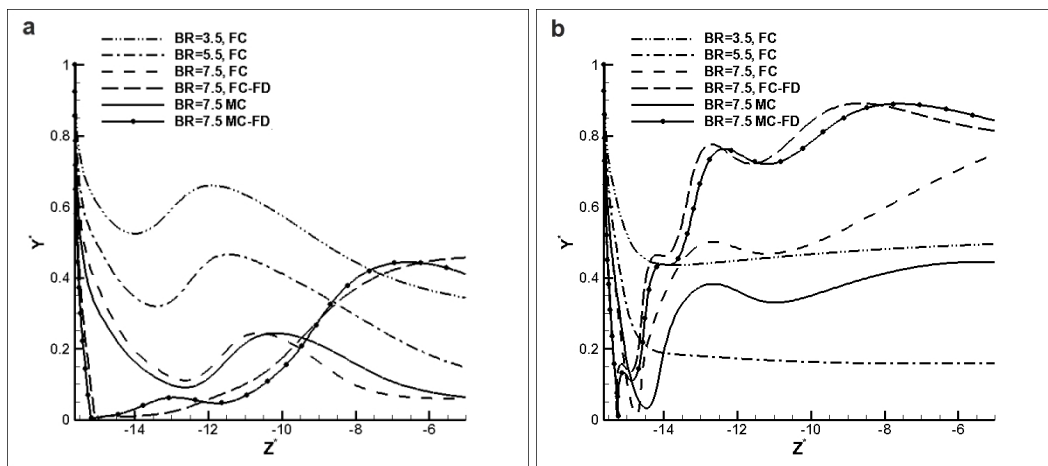 a
BR=3.5, FC
BR=5.5, FC
BR=7.5, FC
BR=7.5, FC-FD
BR=7.5 MC
BR=7.5 MC-FD
1
0.8
0.6
0.4
0.2
0
Y*
-14
-12
-10
-8
-6
Z*
b
BR=3.5, FC
BR=5.5, FC
BR=7.5, FC
BR=7.5, FC-FD
BR=7.5 MC
BR=7.5 MC-FD
1
0.8
0.6
0.4
0.2
0
Y*
-14
-12
-10
-8
-6
Z*